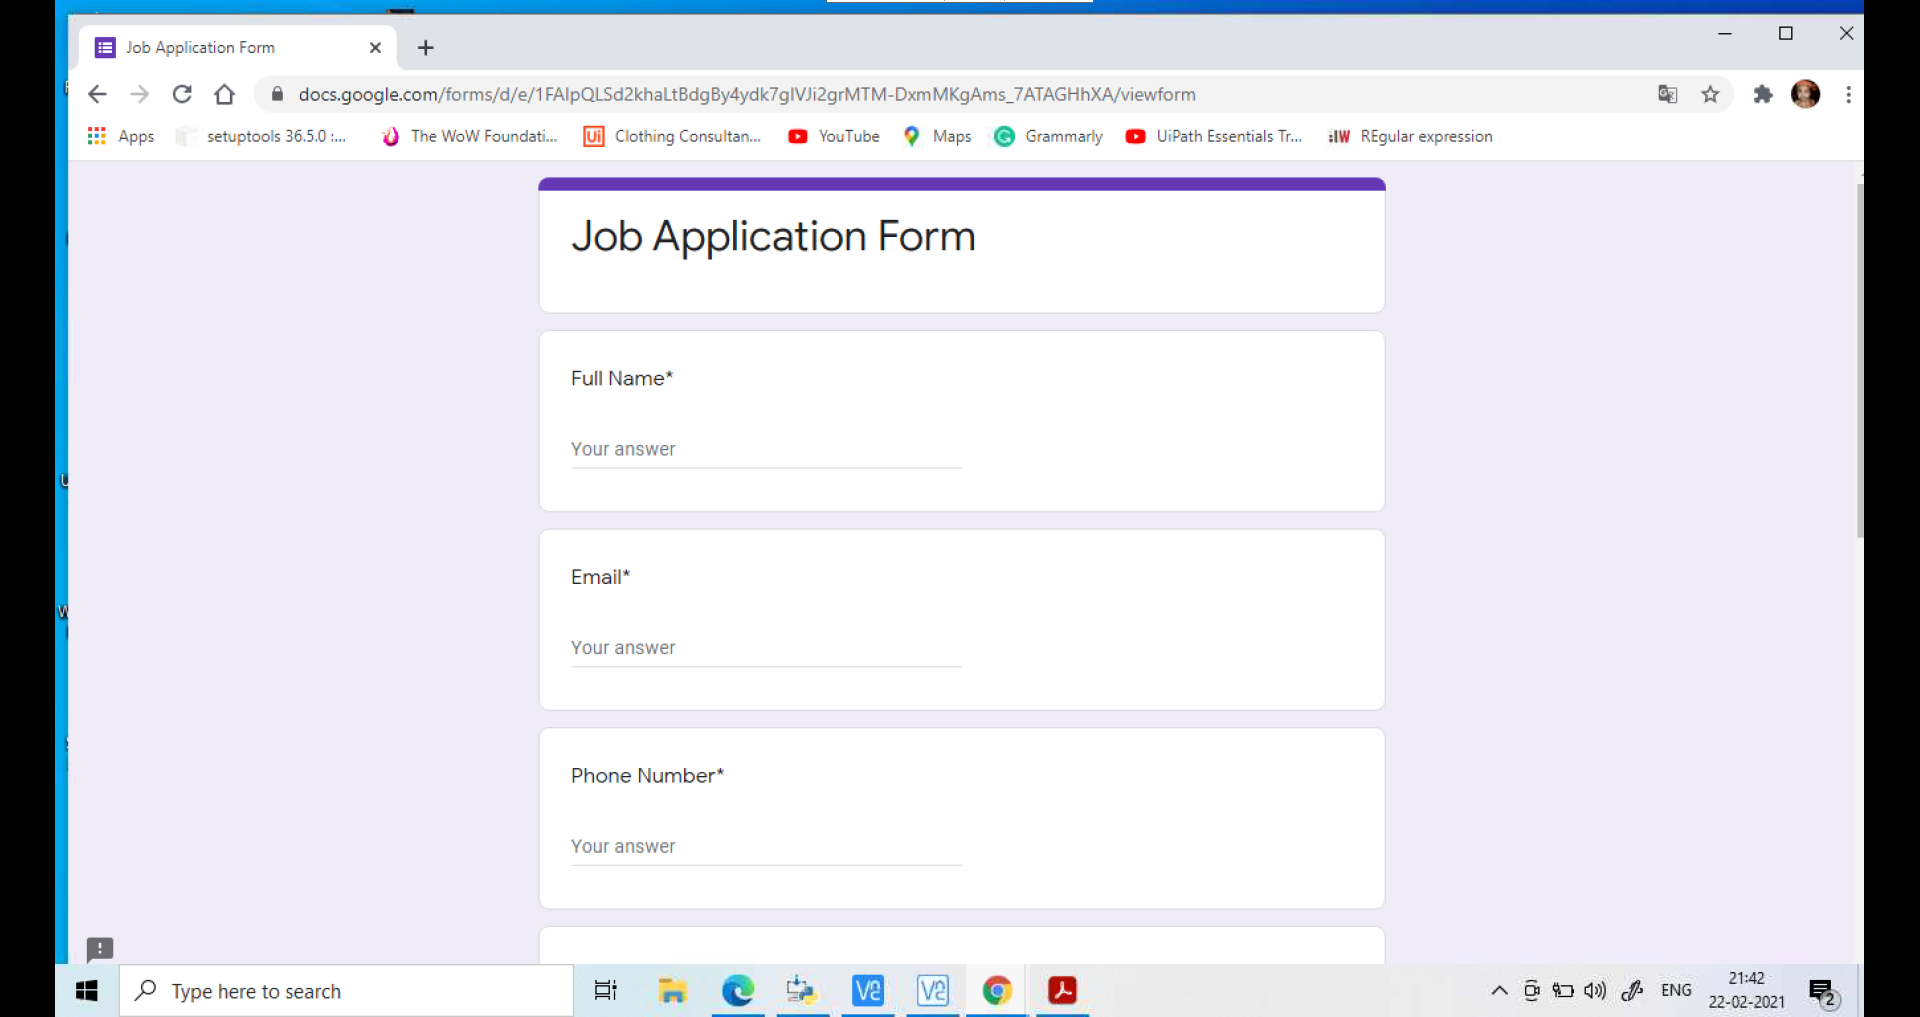 Job Application Form
docs.google.com/forms/d/e/1FAIpQLSd2khaLtBdgBy4ydk7gIVJi2grMTM-DxmMKgAms_7ATAGHhXA/viewform
Apps setuptools 36.5.0 :... The WoW Foundati... Ui Clothing Consultan... YouTube Maps Grammarly UiPath Essentials Tr... REgular expression
Job Application Form
Full Name*
Your answer
Email*
Your answer
Phone Number*
Your answer
Type here to search
ENG
21:42
22-02-2021
2